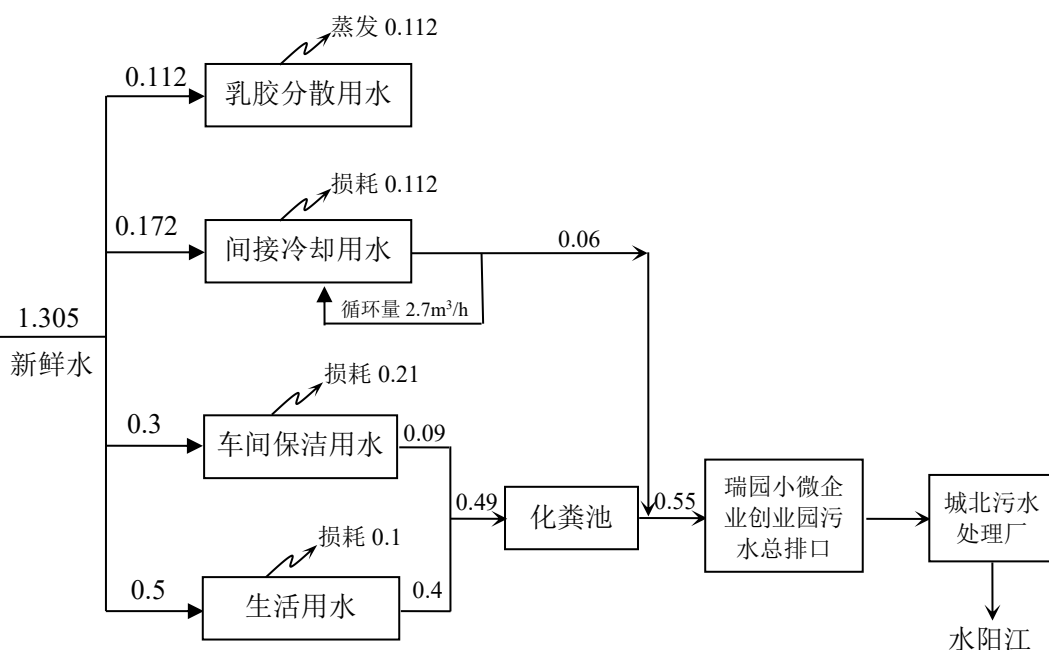 蒸发 0.112
0.112
乳胶分散用水
损耗 0.112
0.172
间接冷却用水
0.06
循环量 2.7m³/h
1.305
新鲜水
损耗 0.21
0.3
车间保洁用水
0.09
0.49
化粪池
0.55
瑞园小微企
业创业园污
水总排口
城北污水
处理厂
损耗 0.1
0.5
生活用水
0.4
水阳江